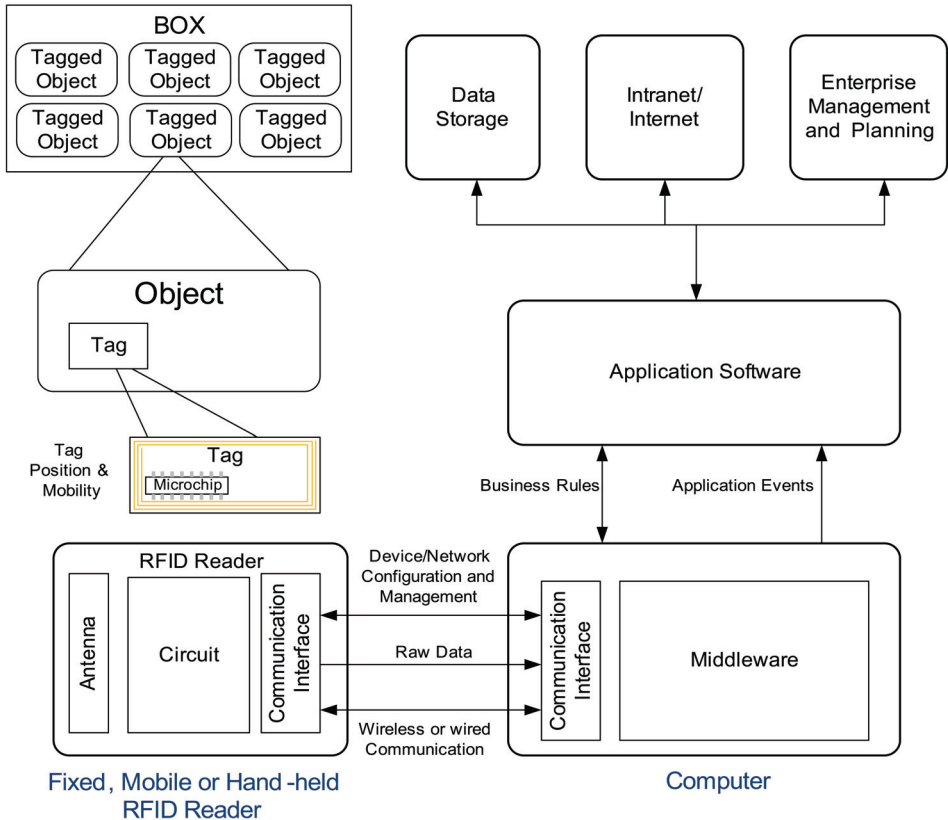 BOX
Tagged
Object
Tagged
Object
Tagged
Object
Tagged
Object
Tagged
Object
Tagged
Object
Object
Tag
Tag
Position &
Mobility
Tag
Microchip
Data
Storage
Intranet/
Internet
Enterprise
Management
and Planning
Application Software
Business Rules
Application Events
RFID Reader
Antenna
Circuit
Communication
Interface
Device/Network
Configuration and
Management
Raw Data
Wireless or wired
Communication
Communication
Interface
Middleware
Fixed, Mobile or Hand-held
RFID Reader
Computer